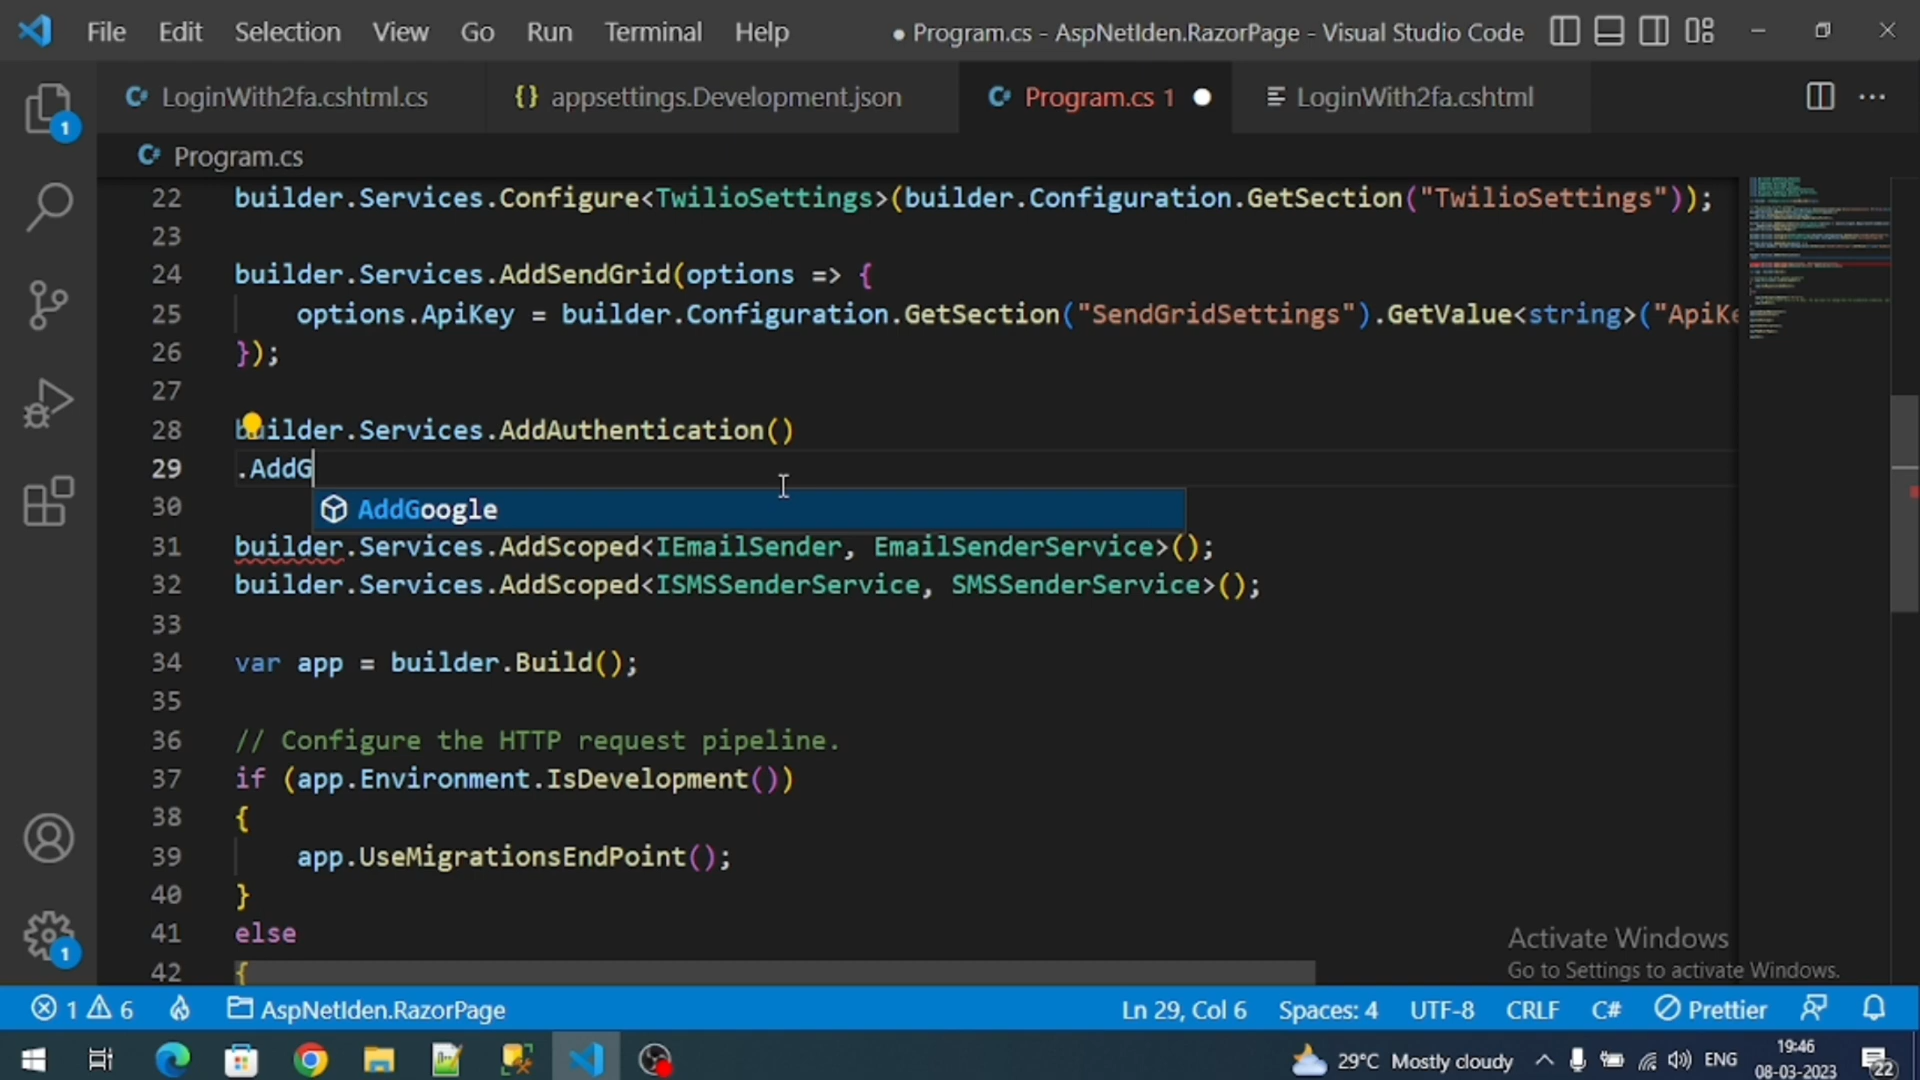 File Edit Selection View Go Run Terminal Help ● Program.cs - AspNetIden.RazorPage - Visual Studio Code
LoginWith2fa.cshtml.cs {} appsettings.Development.json Program.cs 1 LoginWith2fa.cshtml
1
Program.cs
22 builder.Services.Configure<TwilioSettings>(builder.Configuration.GetSection("TwilioSettings"));
23
24 builder.Services.AddSendGrid(options => {
25 options.ApiKey = builder.Configuration.GetSection("SendGridSettings").GetValue<string>("ApiKe
26 });
27
28 builder.Services.AddAuthentication()
29 .AddG
30 AddGoogle
31 builder.Services.AddScoped<IEmailSender, EmailSenderService>();
32 builder.Services.AddScoped<ISMSSenderService, SMSSenderService>();
33
34 var app = builder.Build();
35
36 // Configure the HTTP request pipeline.
37 if (app.Environment.IsDevelopment())
38 {
39 app.UseMigrationsEndPoint();
40 }
41 else
42 {
1
Activate Windows
Go to Settings to activate Windows.
1 6 AspNetIden.RazorPage Ln 29, Col 6 Spaces: 4 UTF-8 CRLF C# Prettier
29°C Mostly cloudy ENG 19:46
08-03-2023 22